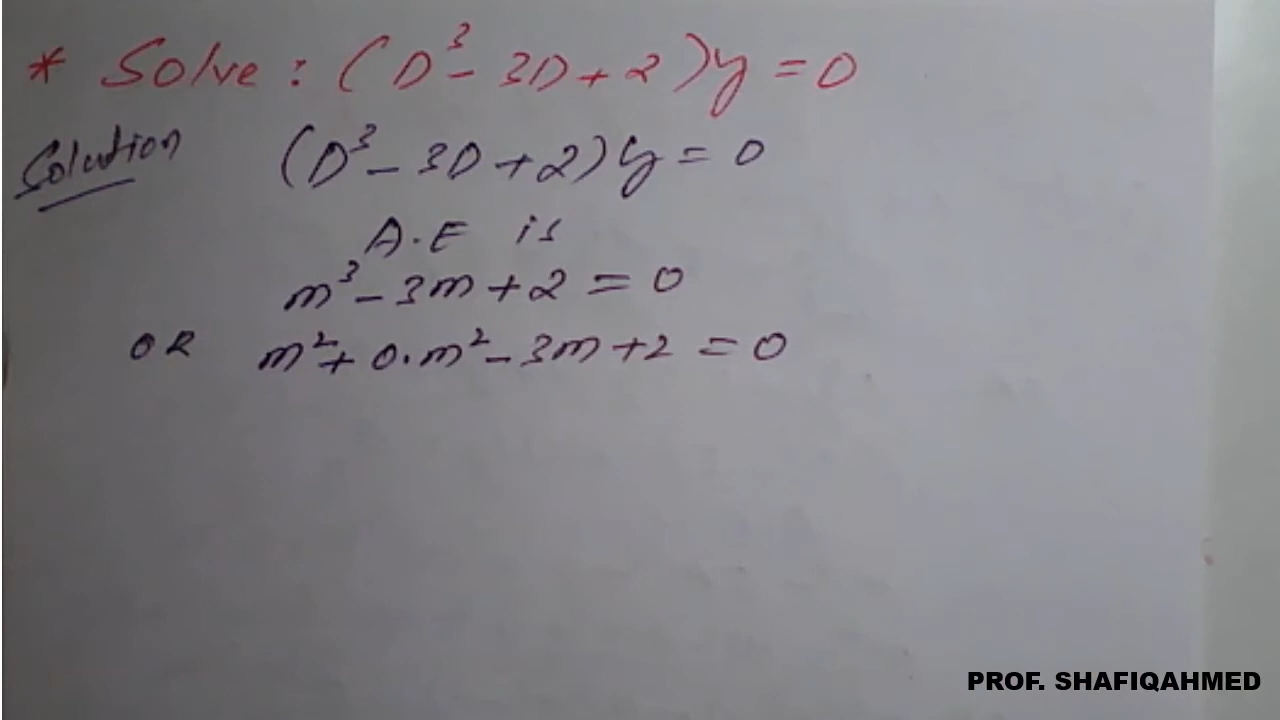 * Solve : (D³ - 3D + 2)y = 0
Solution (D³ - 3D + 2)y = 0
A.E is
m³ - 3m + 2 = 0
OR m² + 0.m² - 3m + 2 = 0
PROF. SHAFIQAHMED